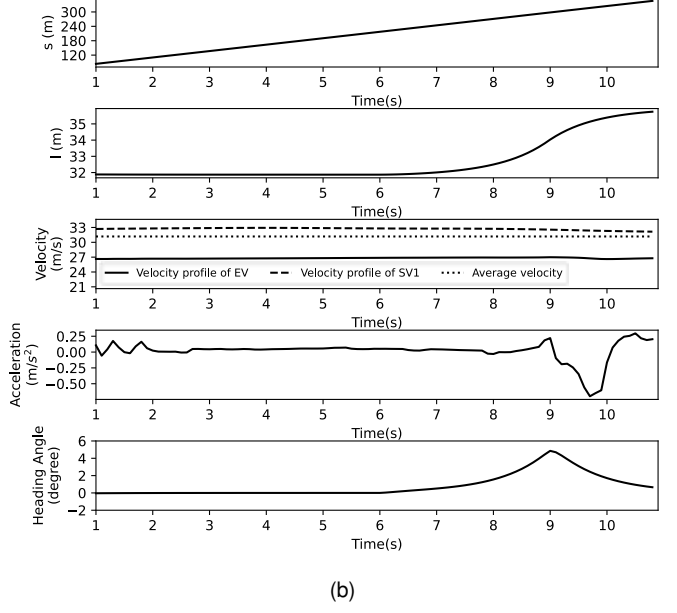 300
240
180
120
s (m)
1 2 3 4 5 6 7 8 9 10
Time(s)
35
34
33
32
l (m)
1 2 3 4 5 6 7 8 9 10
Time(s)
33
30
27
24
21
Velocity
(m/s)
Velocity profile of EV Velocity profile of SV1 Average velocity
1 2 3 4 5 6 7 8 9 10
Time(s)
0.25
0.00
−0.25
−0.50
Acceleration
(m/s²)
1 2 3 4 5 6 7 8 9 10
Time(s)
6
4
2
0
−2
Heading Angle
(degree)
1 2 3 4 5 6 7 8 9 10
Time(s)
(b)